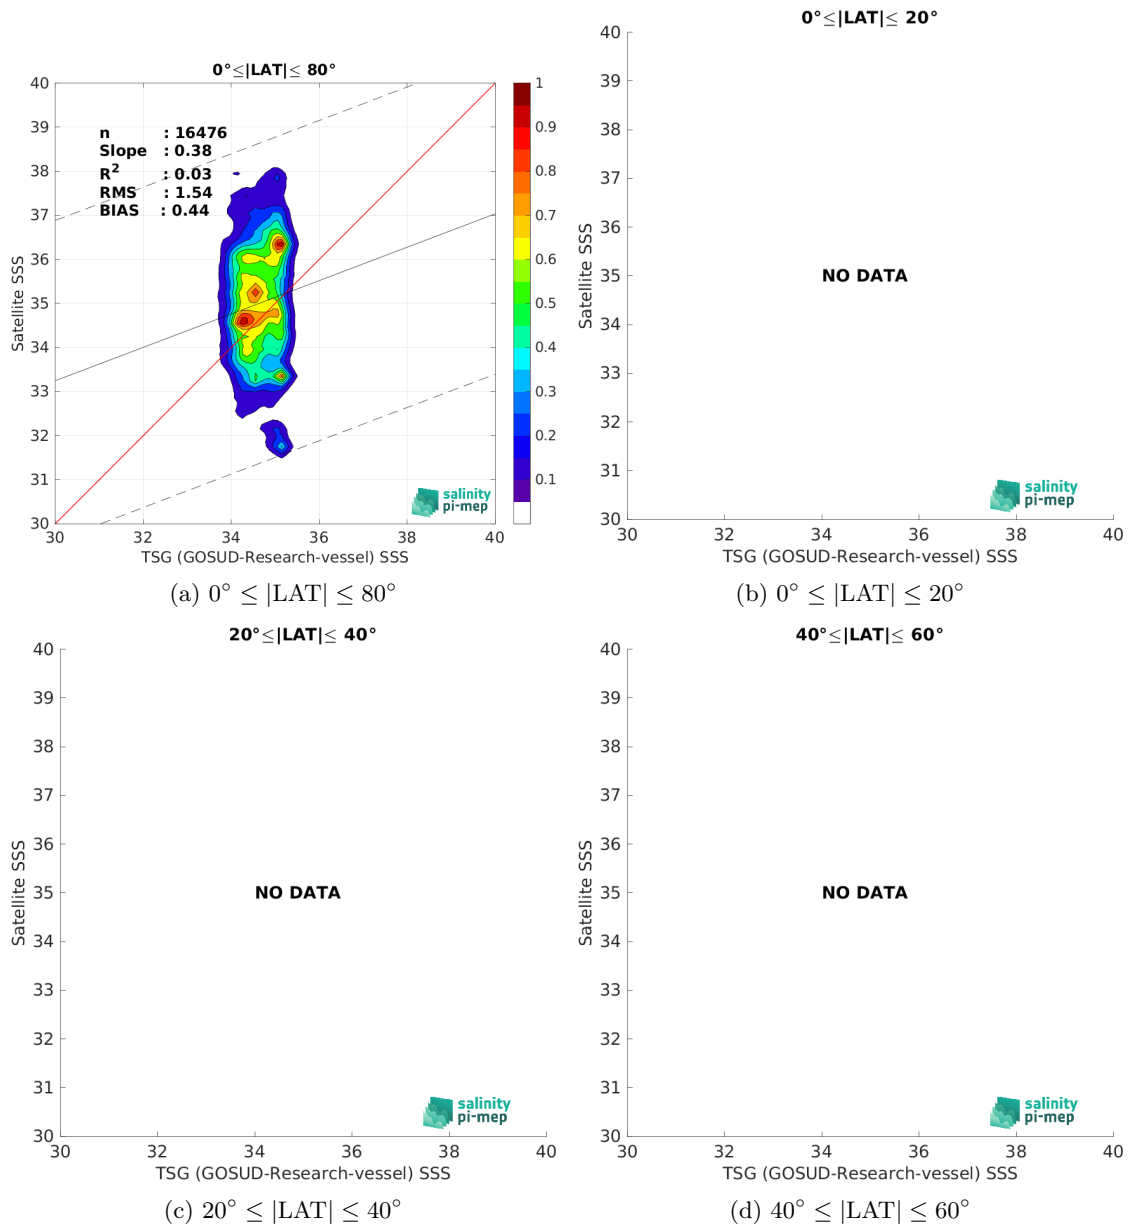 0°≤|LAT|≤ 80°
40
39
38
37
36
35
34
33
32
31
30
n : 16476
Slope : 0.38
R² : 0.03
RMS : 1.54
BIAS : 0.44
1
0.9
0.8
0.7
0.6
0.5
0.4
0.3
0.2
0.1
Satellite SSS
salinity
pi-mep
30 32 34 36 38 40
TSG (GOSUD-Research-vessel) SSS
(a) 0° ≤ |LAT| ≤ 80°
0°≤|LAT|≤ 20°
40
39
38
37
36
35
34
33
32
31
30
Satellite SSS
NO DATA
salinity
pi-mep
30 32 34 36 38 40
TSG (GOSUD-Research-vessel) SSS
(b) 0° ≤ |LAT| ≤ 20°
20°≤|LAT|≤ 40°
40
39
38
37
36
35
34
33
32
31
30
Satellite SSS
NO DATA
salinity
pi-mep
30 32 34 36 38 40
TSG (GOSUD-Research-vessel) SSS
(c) 20° ≤ |LAT| ≤ 40°
40°≤|LAT|≤ 60°
40
39
38
37
36
35
34
33
32
31
30
Satellite SSS
NO DATA
salinity
pi-mep
30 32 34 36 38 40
TSG (GOSUD-Research-vessel) SSS
(d) 40° ≤ |LAT| ≤ 60°